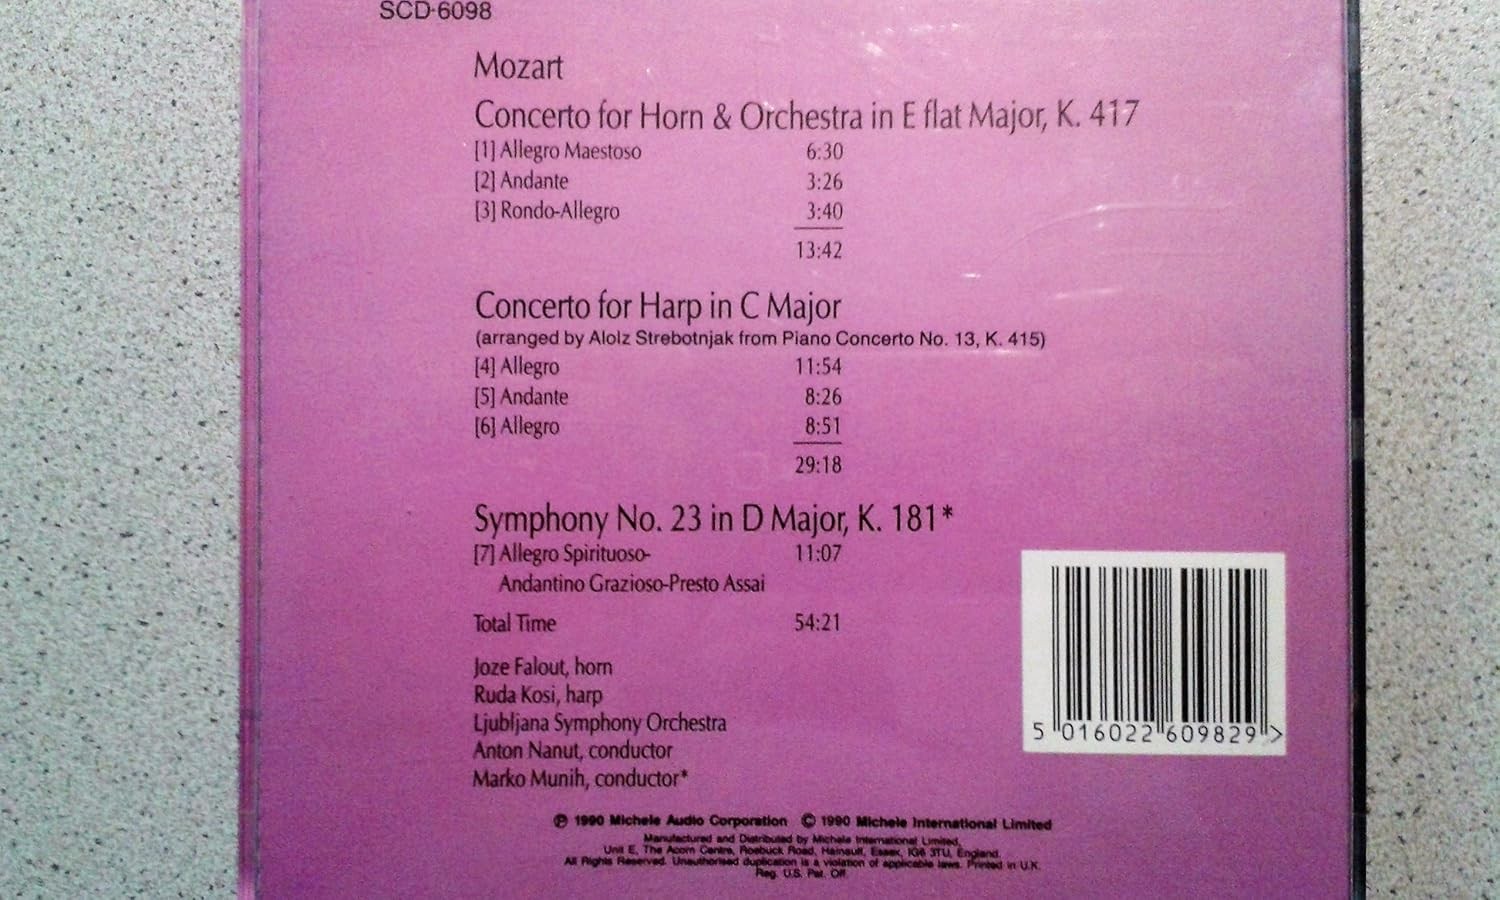 SCD-6098
Mozart
Concerto for Horn & Orchestra in E flat Major, K. 417
[1] Allegro Maestoso 6:30
[2] Andante 3:26
[3] Rondo-Allegro 3:40
13:42
Concerto for Harp in C Major
(arranged by Alolz Strebotnjak from Piano Concerto No. 13, K. 415)
[4] Allegro 11:54
[5] Andante 8:26
[6] Allegro 8:51
29:18
Symphony No. 23 in D Major, K. 181*
[7] Allegro Spirituoso- 11:07
Andantino Grazioso-Presto Assai
Total Time 54:21
Joze Falout, horn
Ruda Kosi, harp
Ljubljana Symphony Orchestra
Anton Nanut, conductor
Marko Munih, conductor*
5 016022 609829 >
℗ 1990 Michele Audio Corporation © 1990 Michele International Limited
Manufactured and Distributed by Michele International Limited,
Unit E, The Acorn Centre, Roebuck Road, Hainault, Essex, IG6 3TU, England.
All Rights Reserved. Unauthorised duplication is a violation of applicable laws. Printed in U.K.
Reg. U.S. Pat. Off.